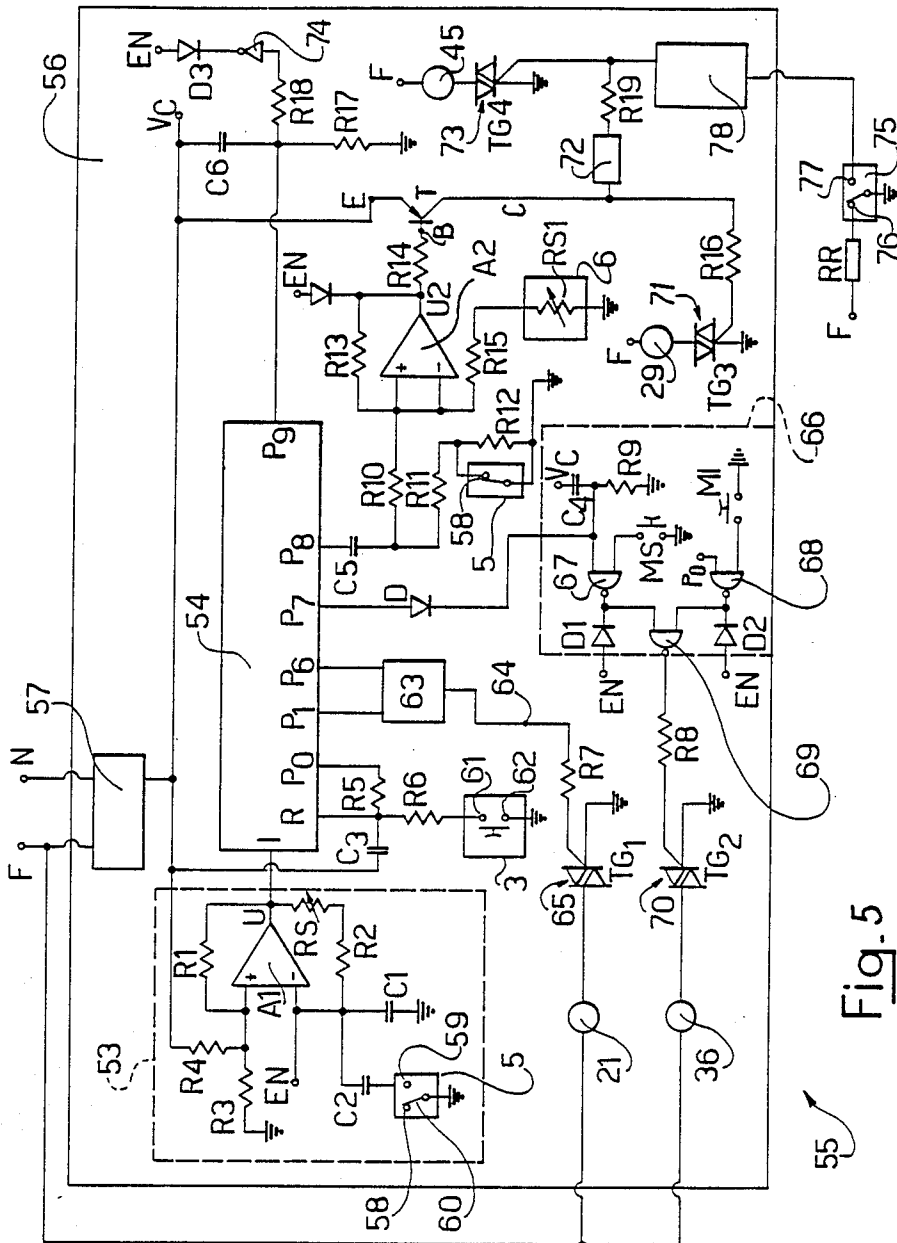 F
N
57
56
VC
EN
D3
74
C6
R18
R17
53
R4
R1
U
A1
+
-
RS
R3
EN
R2
C1
C2
58
59
60
5
54
I
R
P0
P1
P6
P7
P8
P9
C3
R5
R6
61
62
3
63
64
D
C5
R10
R11
R12
58
5
R13
EN
A2
+
-
U2
R14
R15
RS1
6
E
T
B
C
F
45
73
TG4
72
R19
78
R16
71
F
29
TG3
F
RR
76
77
75
66
VC
C4
R9
67
MS
P0
MI
68
D1
D2
EN
EN
69
R7
R8
65
TG1
70
TG2
21
36
55
Fig. 5